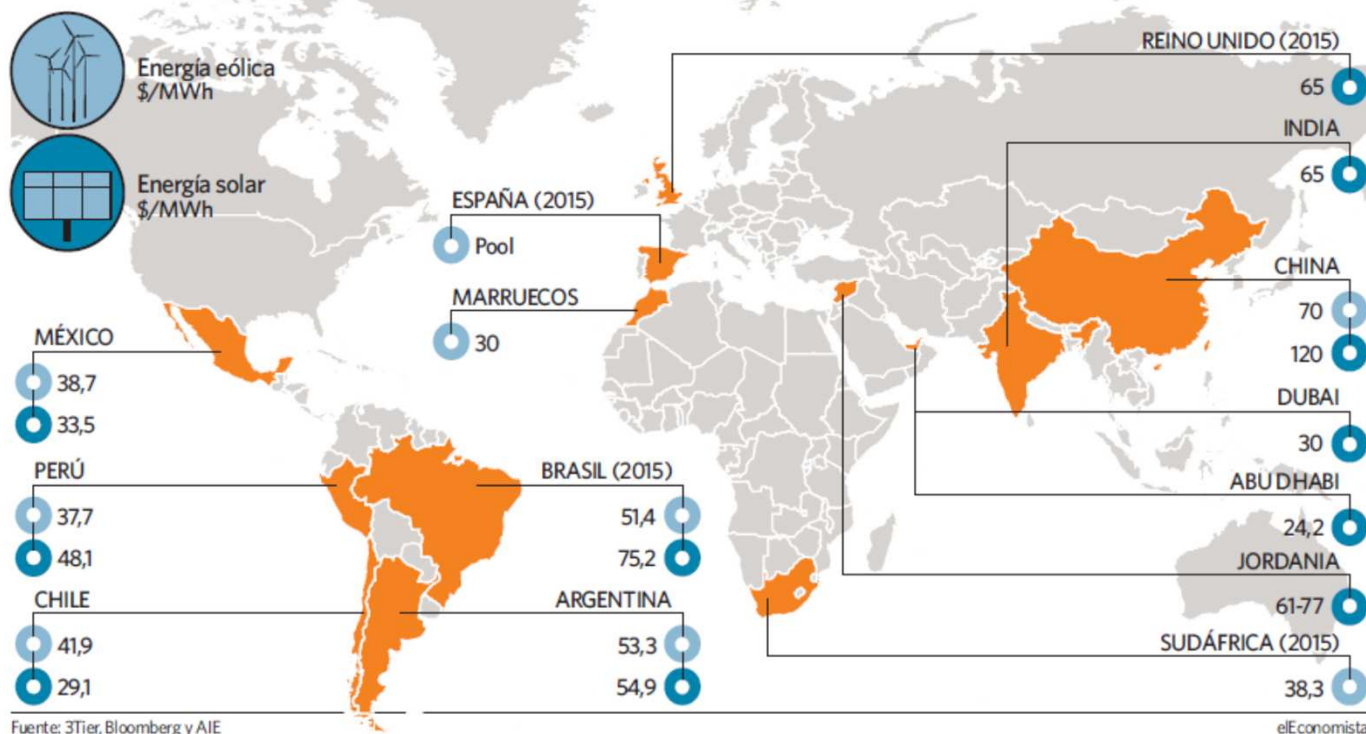 Energía eólica
$/MWh
Energía solar
$/MWh
ESPAÑA (2015)
Pool
MARRUECOS
30
MÉXICO
38,7
33,5
PERÚ
37,7
48,1
CHILE
41,9
29,1
BRASIL (2015)
51,4
75,2
ARGENTINA
53,3
54,9
REINO UNIDO (2015)
65
INDIA
65
CHINA
70
120
DUBAI
30
ABU DHABI
24,2
JORDANIA
61-77
SUDÁFRICA (2015)
38,3
Fuente: 3Tier, Bloomberg y AIE
elEconomista